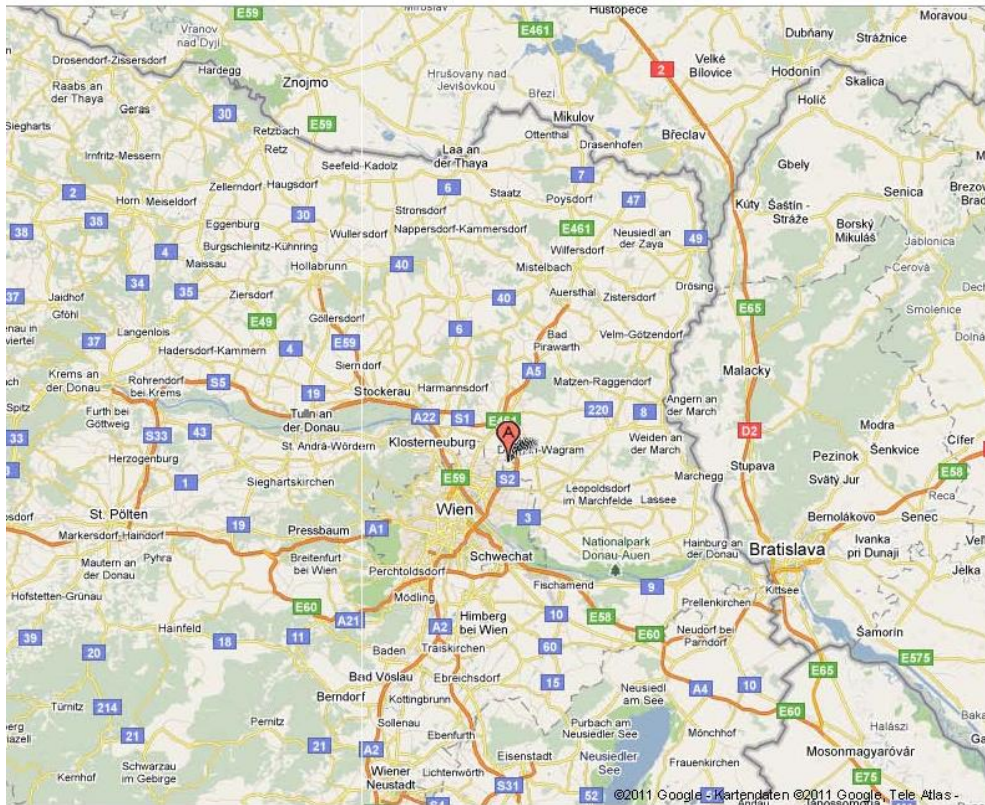 E59
Miroslav
Hustopeče
Moravou
Vranov
nad Dyjí
E461
Dubňany
Strážnice
Drosendorf-Zissersdorf
Hardegg
Znojmo
Hrušovany nad
Jevišovkou
Březí
2
Velké
Bílovice
Hodonín
Skalica
Raabs an
der Thaya
Geras
30
E59
Mikulov
Holíč
Siegharts
Retzbach
Retz
Laa an
der Thaya
Ottenthal
Drasenhofen
Břeclav
Irnfritz-Messern
Seefeld-Kadolz
Gbely
2
Zellerndorf
Haugsdorf
6
Staatz
7
Poysdorf
47
Kúty
Šaštín -
Stráže
Senica
Horn
Meiseldorf
38
38
Eggenburg
30
Stronsdorf
Wullersdorf
Nappersdorf-Kammersdorf
E461
Neusiedl an
der Zaya
49
Borský
Mikuláš
Jablonica
Burgschleinitz-Kühnring
4
Maissau
Hollabrunn
40
Wilfersdorf
Mistelbach
Cerová
37
34
35
Jaidhof
Gföhl
Ziersdorf
40
Auersthal
Zistersdorf
Drösing
E65
Smolenice
Langenlois
E49
Göllersdorf
6
37
Hadersdorf-Kammern
4
E59
Bad
Pirawarth
Velm-Götzendorf
Krems an
der Donau
Rohrendorf
bei Krems
S5
Sierndorf
Stockerau
Harmannsdorf
A5
Matzen-Raggendorf
Malacky
Spitz
19
Furth bei
Göttweig
Tulln an
der Donau
A22
S1
E461
220
8
Angern an
der March
33
S33
43
St. Andrä-Wördern
Klosterneuburg
A
Weiden an
der March
D2
Modra
Herzogenburg
1
Sieghartskirchen
E59
S2
Marchegg
Stupava
Pezinok
Šenkvice
Cífer
Svätý Jur
E58
Reca
St. Pölten
Wien
Leopoldsdorf
im Marchfelde
Lassee
Bernolákovo
Senec
Markersdorf-Haindorf
19
Pressbaum
A1
3
Nationalpark
Donau-Auen
Hainburg an
der Donau
Bratislava
Ivanka
pri Dunaji
Pyhra
Breitenfurt
bei Wien
Schwechat
Mautern an
der Donau
Perchtoldsdorf
Fischamend
9
Kittsee
Jelka
Hofstetten-Grünau
E60
Mödling
Prellenkirchen
A21
Himberg
bei Wien
10
E58
39
Hainfeld
18
11
A2
E60
Neudorf bei
Parndorf
Šamorín
20
Baden
Traiskirchen
60
E65
E575
Bad Vöslau
Ebreichsdorf
15
A4
10
Türnitz
214
Berndorf
Kottingbrunn
Neusiedl
am See
E60
Pernitz
Sollenau
Purbach am
Neusiedler See
Halászi
21
21
A2
Ebenfurth
Mönchhof
Schwarzau
im Gebirge
Eisenstadt
Neusiedler
See
Mosonmagyaróvár
Kernhof
Wiener
Neustadt
Lichtenwörth
S31
Frauenkirchen
E75
52
50
©2011 Google - Kartendaten ©2011 Google, Tele Atlas -